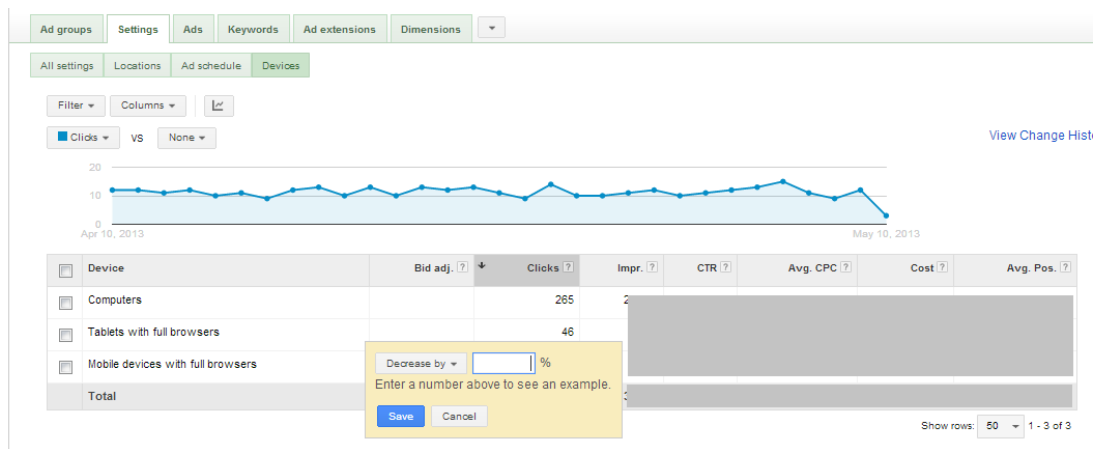 Ad groups Settings Ads Keywords Ad extensions Dimensions
All settings Locations Ad schedule Devices
Filter Columns
Clicks VS None
View Change Histo
20
10
0
Apr 10, 2013 May 10, 2013
Device Bid adj. ? Clicks ? Impr. ? CTR ? Avg. CPC ? Cost ? Avg. Pos. ?
Computers 265 2
Tablets with full browsers 46
Mobile devices with full browsers
Decrease by %
Enter a number above to see an example.
Total
Save Cancel
Show rows: 50 1 - 3 of 3